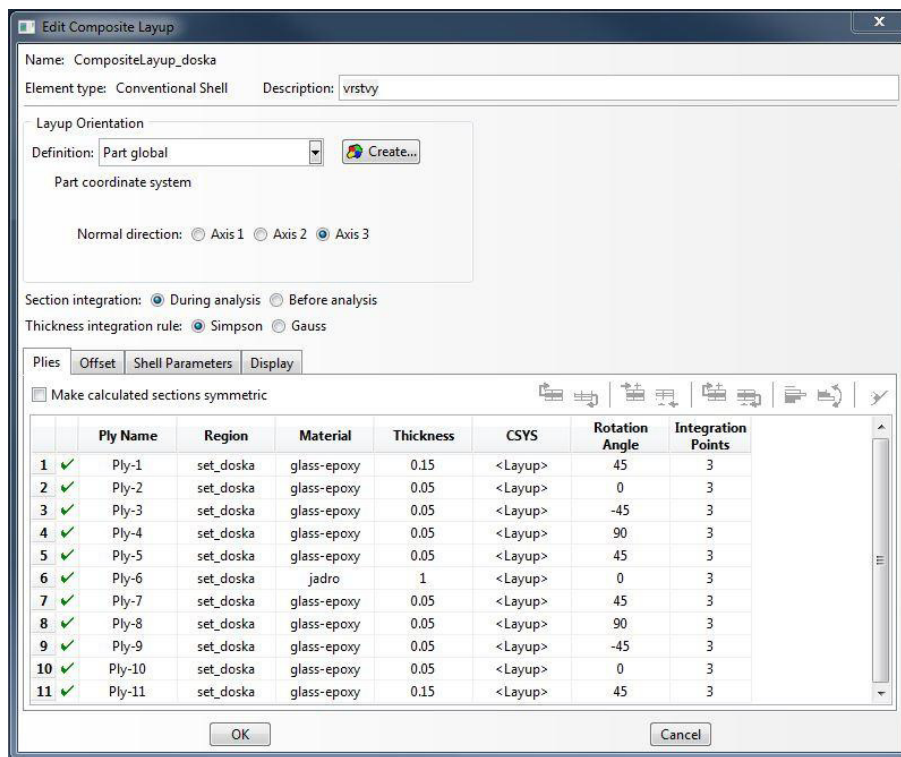 Edit Composite Layup
x
Name: CompositeLayup_doska
Element type: Conventional Shell Description: vrstvy
Layup Orientation
Definition: Part global Create...
Part coordinate system
Normal direction: Axis 1 Axis 2 Axis 3
Section integration: During analysis Before analysis
Thickness integration rule: Simpson Gauss
Plies Offset Shell Parameters Display
Make calculated sections symmetric
Ply Name Region Material Thickness CSYS Rotation Angle Integration Points
1 Ply-1 set_doska glass-epoxy 0.15 <Layup> 45 3
2 Ply-2 set_doska glass-epoxy 0.05 <Layup> 0 3
3 Ply-3 set_doska glass-epoxy 0.05 <Layup> -45 3
4 Ply-4 set_doska glass-epoxy 0.05 <Layup> 90 3
5 Ply-5 set_doska glass-epoxy 0.05 <Layup> 45 3
6 Ply-6 set_doska jadro 1 <Layup> 0 3
7 Ply-7 set_doska glass-epoxy 0.05 <Layup> 45 3
8 Ply-8 set_doska glass-epoxy 0.05 <Layup> 90 3
9 Ply-9 set_doska glass-epoxy 0.05 <Layup> -45 3
10 Ply-10 set_doska glass-epoxy 0.05 <Layup> 0 3
11 Ply-11 set_doska glass-epoxy 0.15 <Layup> 45 3
OK Cancel